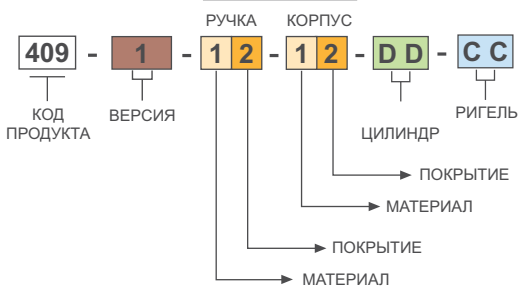 РУЧКА КОРПУС
409 - 1 - 1 2 - 1 2 - D D - C C
КОД
ПРОДУКТА
ВЕРСИЯ
ЦИЛИНДР
РИГЕЛЬ
ПОКРЫТИЕ
МАТЕРИАЛ
ПОКРЫТИЕ
МАТЕРИАЛ